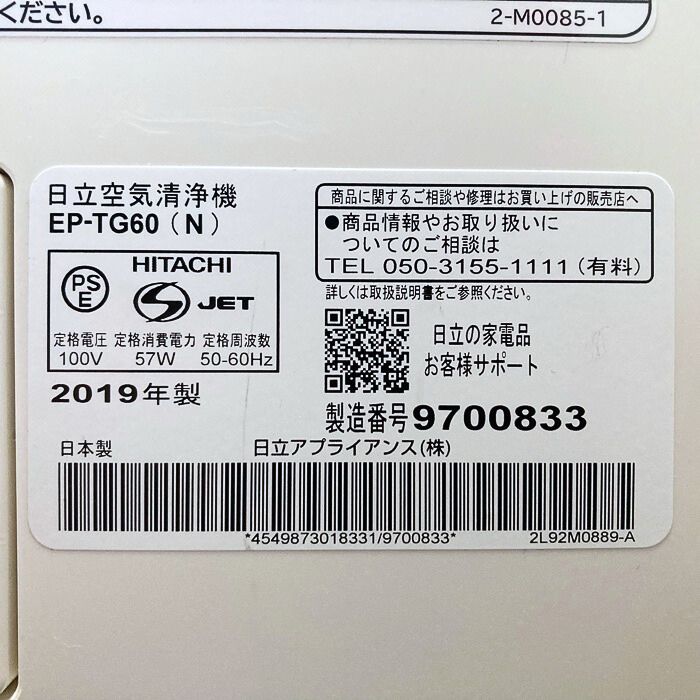 ください。
2-M0085-1
日立空気清浄機
EP-TG60（N）
PS
E
HITACHI
S JET
定格電圧 定格消費電力 定格周波数
100V 57W 50-60Hz
2019年製
商品に関するご相談や修理はお買い上げの販売店へ
●商品情報やお取り扱いに
ついてのご相談は
TEL 050-3155-1111（有料）
詳しくは取扱説明書をご参照ください。
日立の家電品
お客様サポート
製造番号9700833
日本製
日立アプライアンス(株)
*4549873018331/9700833*
2L92M0889-A